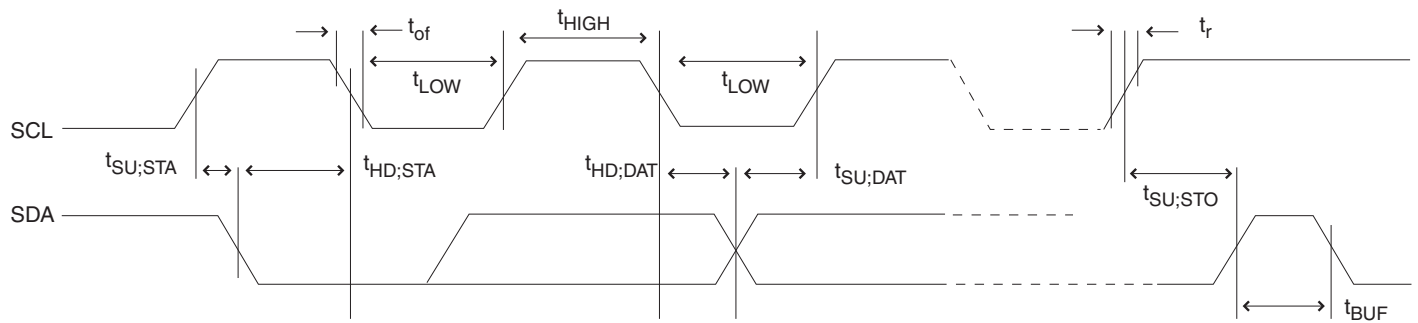 t_of
t_HIGH
t_r
t_LOW
t_LOW
SCL
t_SU;STA
t_HD;STA
t_HD;DAT
t_SU;DAT
t_SU;STO
SDA
t_BUF